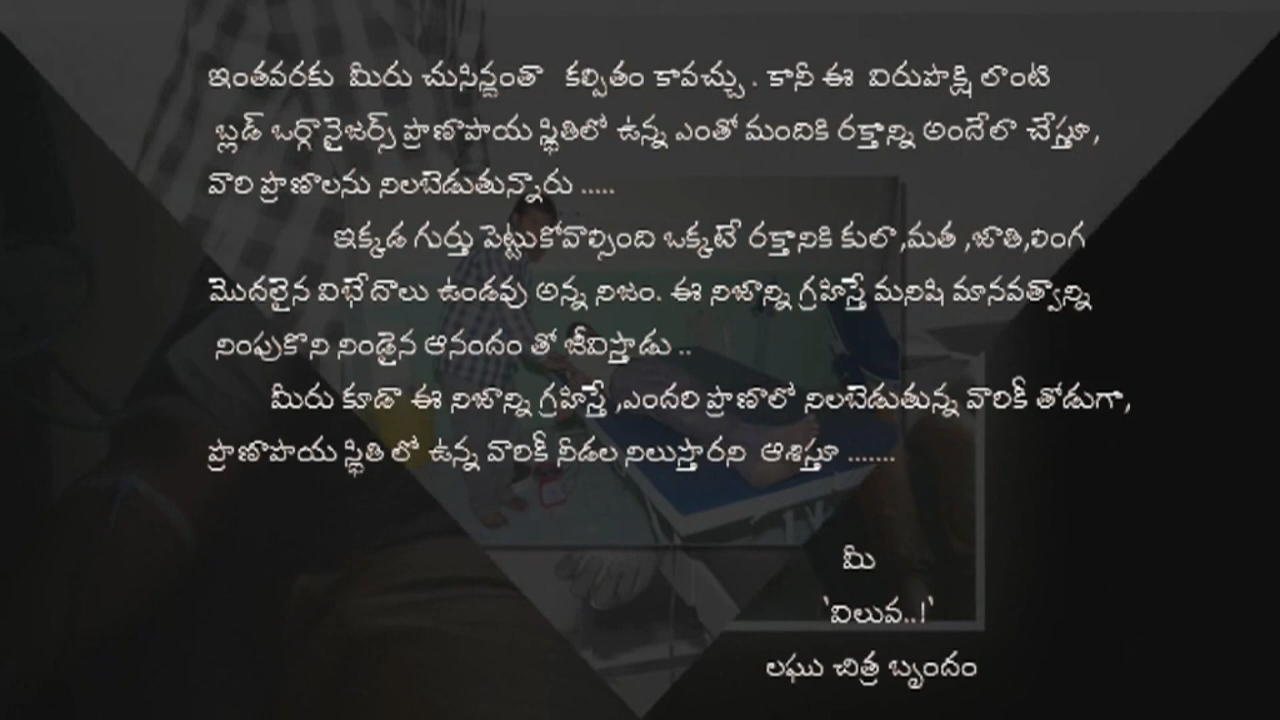 ఇంతవరకు మీరు చుసిన్దంతా కల్పితం కావచ్చు . కానీ ఈ విరుపాక్షి లాంటి
బ్లడ్ ఒర్గానైజర్స్ ప్రాణాపాయ స్థితిలో ఉన్న ఎంతో మందికి రక్తాన్ని అందేలా చేస్తూ,
వారి ప్రాణాలను నిలబెడుతున్నారు .....
ఇక్కడ గుర్తు పెట్టుకోవాల్సింది ఒక్కటే రక్తానికి కులా,మత ,జాతి,లింగ
మొదలైన విభేదాలు ఉండవు అన్న నిజం. ఈ నిజాన్ని గ్రహిస్తే మనిషి మానవత్వాన్ని
నింపుకొని నిండైన ఆనందం తో జీవిస్తాడు ..
మీరు కూడా ఈ నిజాన్ని గ్రహిస్తే ,ఎందరి ప్రాణాలో నిలబెడుతున్న వారికీ తోడుగా,
ప్రాణాపాయ స్థితి లో ఉన్న వారికీ నీడల నిలుస్తారని ఆశిస్తూ .......
మీ
'విలువ..!'
లఘు చిత్ర బృందం